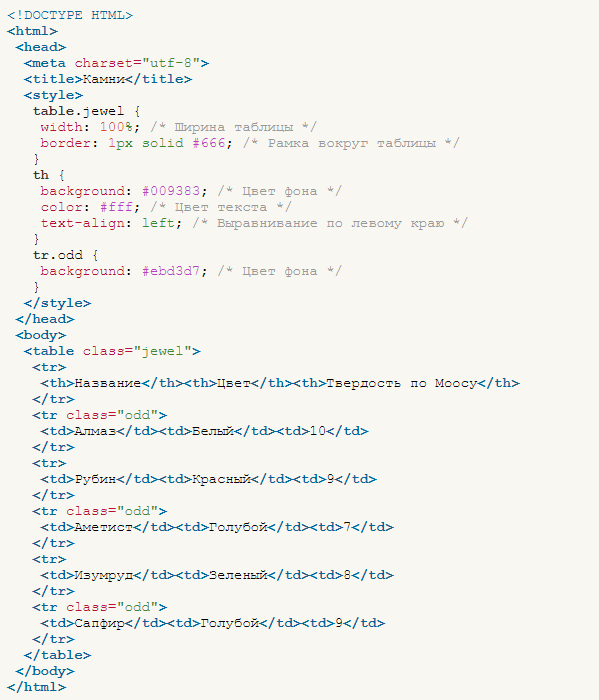 <!DOCTYPE HTML>
<html>
<head>
<meta charset="utf-8">
<title>Камни</title>
<style>
table.jewel {
width: 100%; /* Ширина таблицы */
border: 1px solid #666; /* Рамка вокруг таблицы */
}
th {
background: #009383; /* Цвет фона */
color: #fff; /* Цвет текста */
text-align: left; /* Выравнивание по левому краю */
}
tr.odd {
background: #ebd3d7; /* Цвет фона */
}
</style>
</head>
<body>
<table class="jewel">
<tr>
<th>Название</th><th>Цвет</th><th>Твердость по Моосу</th>
</tr>
<tr class="odd">
<td>Алмаз</td><td>Белый</td><td>10</td>
</tr>
<tr>
<td>Рубин</td><td>Красный</td><td>9</td>
</tr>
<tr class="odd">
<td>Аметист</td><td>Голубой</td><td>7</td>
</tr>
<tr>
<td>Изумруд</td><td>Зеленый</td><td>8</td>
</tr>
<tr class="odd">
<td>Сапфир</td><td>Голубой</td><td>9</td>
</tr>
</table>
</body>
</html>